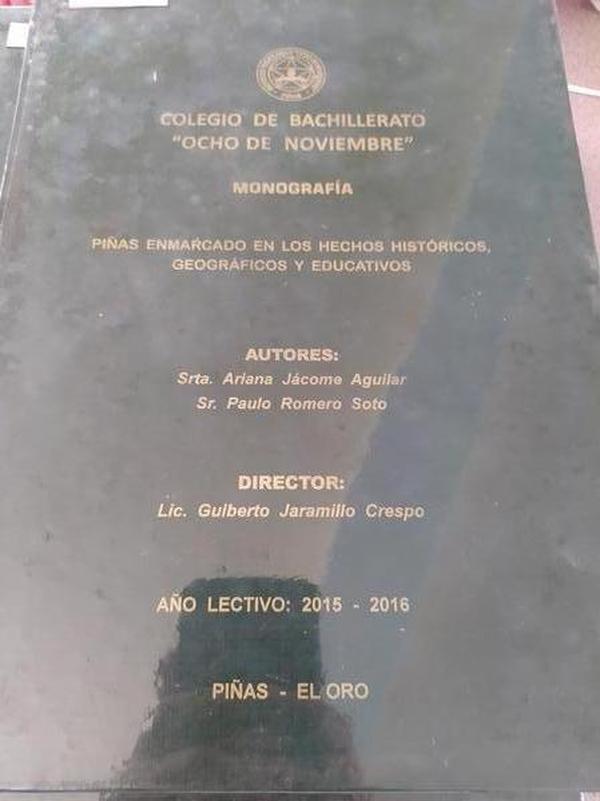 COLEGIO DE BACHILLERATO
"OCHO DE NOVIEMBRE"
MONOGRAFÍA
PIÑAS ENMARCADO EN LOS HECHOS HISTÓRICOS,
GEOGRÁFICOS Y EDUCATIVOS
AUTORES:
Srta. Ariana Jácome Aguilar
Sr. Paulo Romero Soto
DIRECTOR:
Lic. Gulberto Jaramillo Crespo
AÑO LECTIVO: 2015 - 2016
PIÑAS - EL ORO